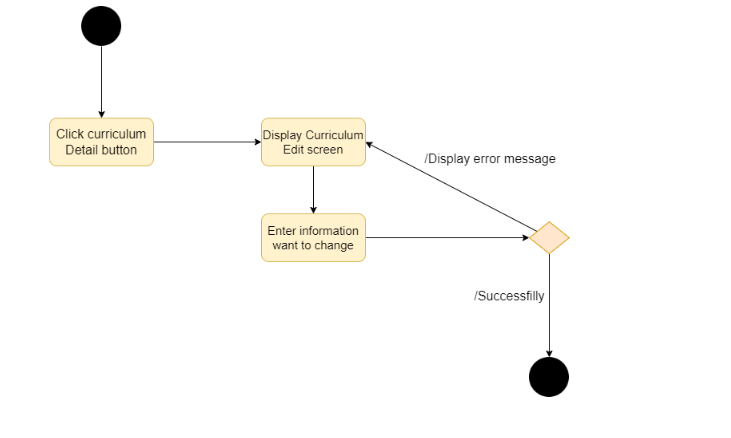 Click curriculum
Detail button
Display Curriculum
Edit screen
/Display error message
Enter information
want to change
/Successfilly